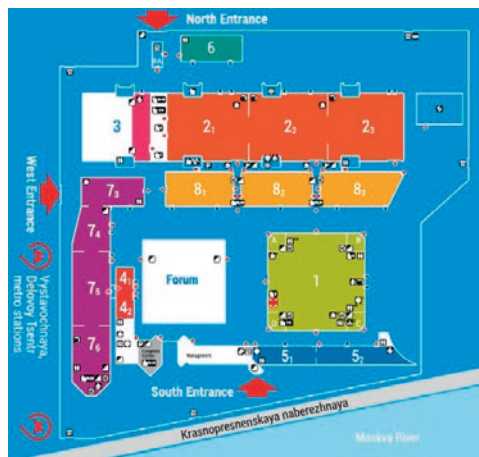 North Entrance
6
3
2₁
2₂
2₃
West Entrance
7₃
8₁
8₂
8₃
7₄
A
B
Forum
1
4₁
7₅
4₂
Vystavochnaya,
Delovoy Tsentr
metro stations
D
C
7₆
Management
5₁
5₂
South Entrance
Krasnopresnenskaya naberezhnaya
Moskva River